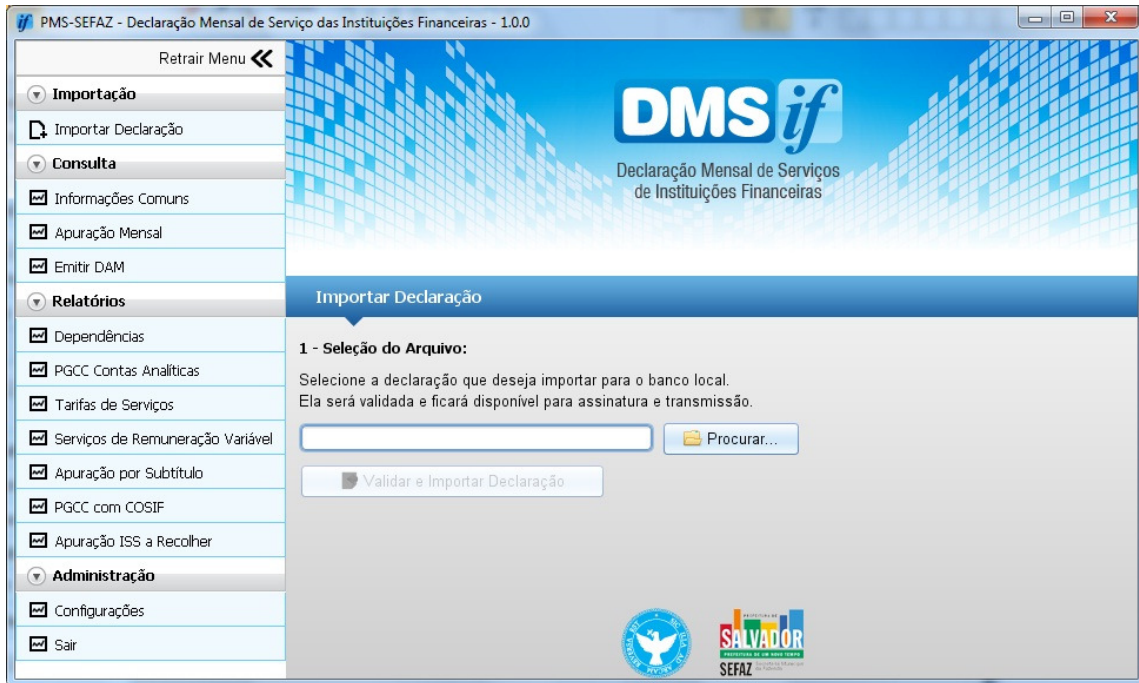 if PMS-SEFAZ - Declaração Mensal de Serviço das Instituições Financeiras - 1.0.0
Retrair Menu
Importação
Importar Declaração
Consulta
Informações Comuns
Apuração Mensal
Emitir DAM
Relatórios
Dependências
PGCC Contas Analíticas
Tarifas de Serviços
Serviços de Remuneração Variável
Apuração por Subtítulo
PGCC com COSIF
Apuração ISS a Recolher
Administração
Configurações
Sair
DMS if
Declaração Mensal de Serviços
de Instituições Financeiras
Importar Declaração
1 - Seleção do Arquivo:
Selecione a declaração que deseja importar para o banco local.
Ela será validada e ficará disponível para assinatura e transmissão.
Procurar...
Validar e Importar Declaração
PREFEITURA DE
SALVADOR
SEFAZ